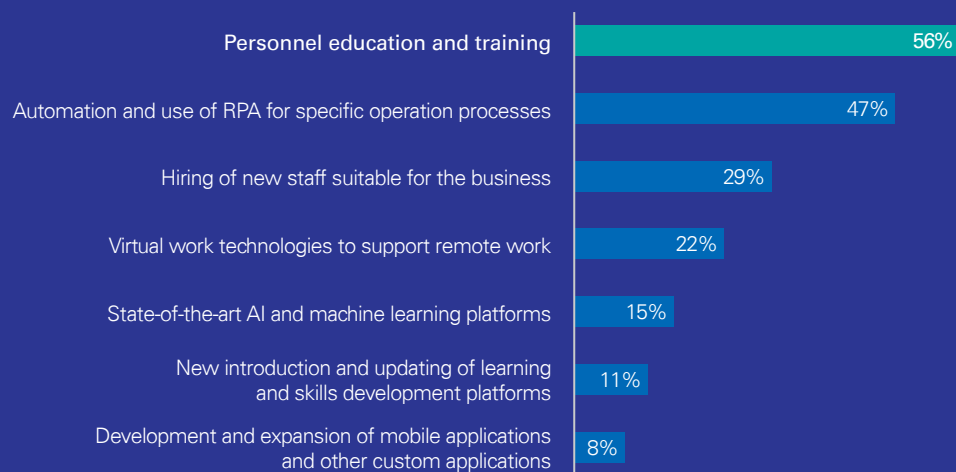 Personnel education and training 56%
Automation and use of RPA for specific operation processes 47%
Hiring of new staff suitable for the business 29%
Virtual work technologies to support remote work 22%
State-of-the-art AI and machine learning platforms 15%
New introduction and updating of learning
and skills development platforms 11%
Development and expansion of mobile applications
and other custom applications 8%